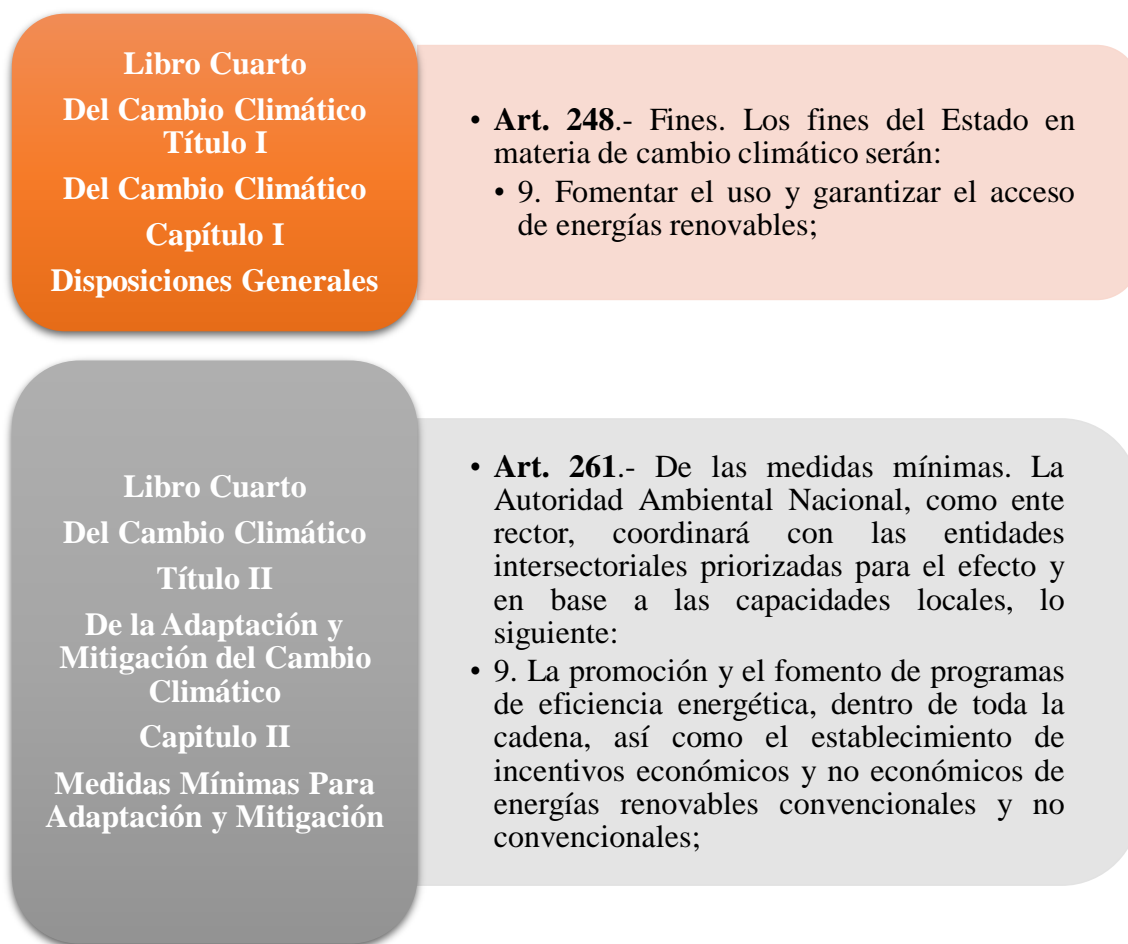 Libro Cuarto
Del Cambio Climático
Título I
Del Cambio Climático
Capítulo I
Disposiciones Generales
• Art. 248.- Fines. Los fines del Estado en
materia de cambio climático serán:
• 9. Fomentar el uso y garantizar el acceso
de energías renovables;
Libro Cuarto
Del Cambio Climático
Título II
De la Adaptación y
Mitigación del Cambio
Climático
Capitulo II
Medidas Mínimas Para
Adaptación y Mitigación
• Art. 261.- De las medidas mínimas. La
Autoridad Ambiental Nacional, como ente
rector, coordinará con las entidades
intersectoriales priorizadas para el efecto y
en base a las capacidades locales, lo
siguiente:
• 9. La promoción y el fomento de programas
de eficiencia energética, dentro de toda la
cadena, así como el establecimiento de
incentivos económicos y no económicos de
energías renovables convencionales y no
convencionales;